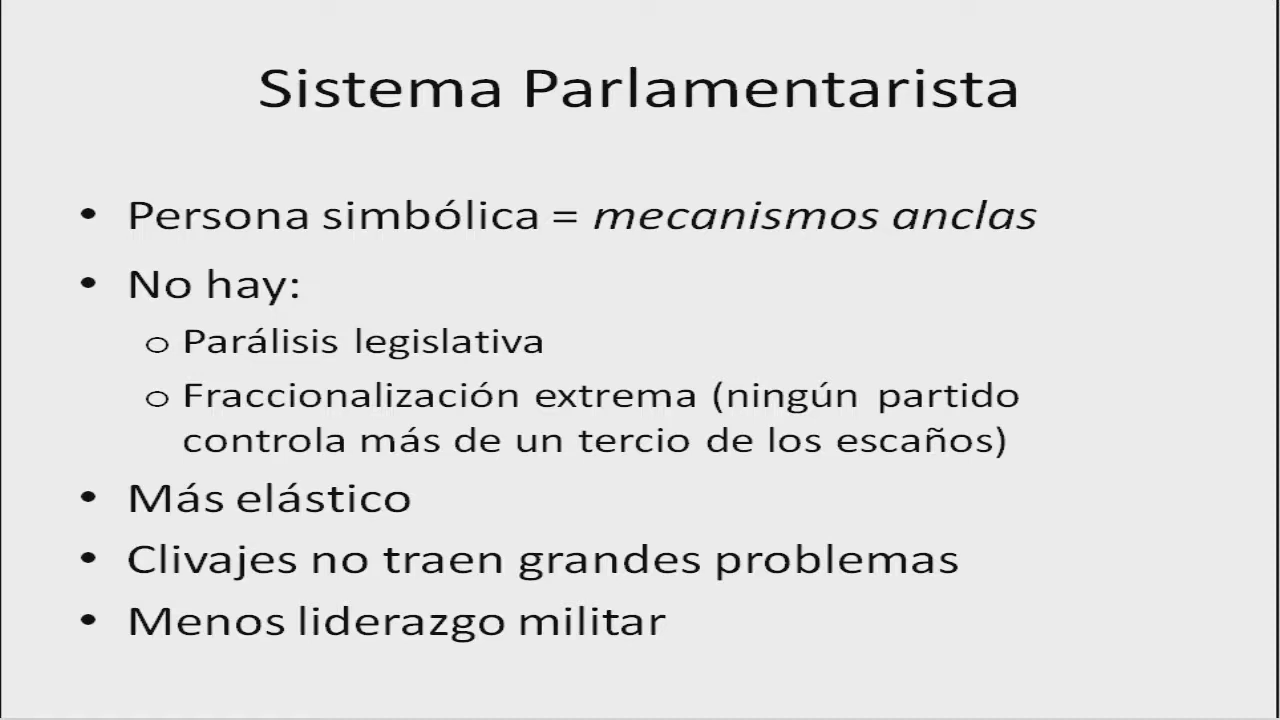 Sistema Parlamentarista
• Persona simbólica = mecanismos anclas
• No hay:
o Parálisis legislativa
o Fraccionalización extrema (ningún partido
controla más de un tercio de los escaños)
• Más elástico
• Clivajes no traen grandes problemas
• Menos liderazgo militar